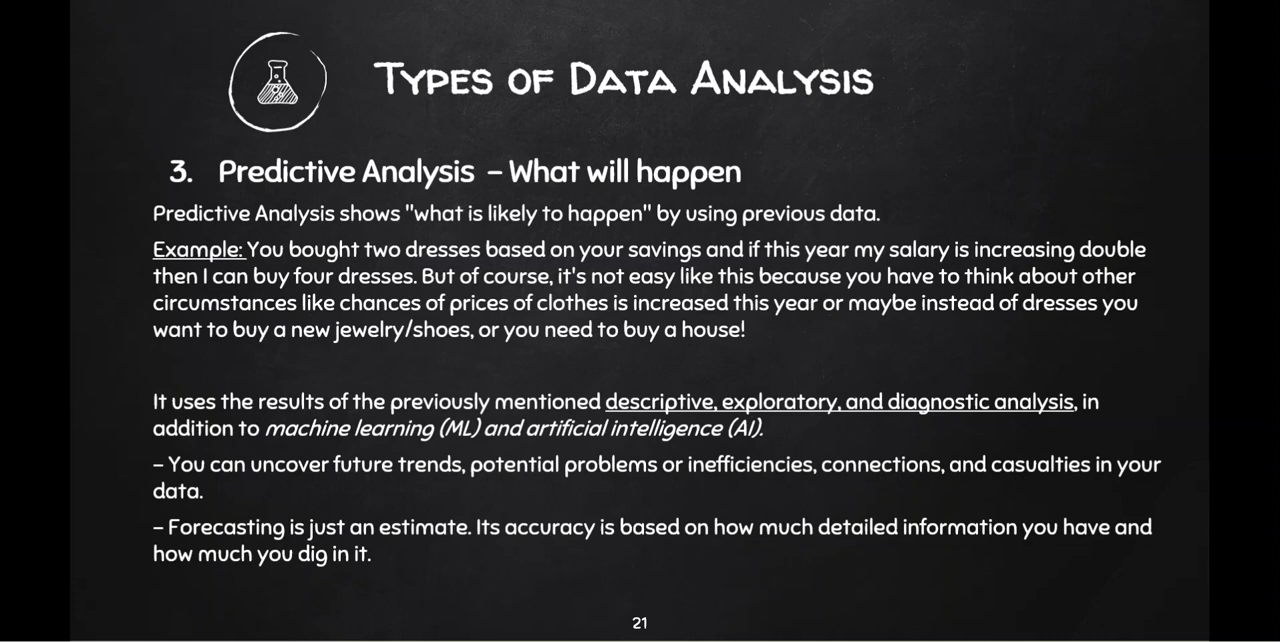 Types of Data Analysis
3. Predictive Analysis – What will happen
Predictive Analysis shows "what is likely to happen" by using previous data.
Example: You bought two dresses based on your savings and if this year my salary is increasing double
then I can buy four dresses. But of course, it's not easy like this because you have to think about other
circumstances like chances of prices of clothes is increased this year or maybe instead of dresses you
want to buy a new jewelry/shoes, or you need to buy a house!
It uses the results of the previously mentioned descriptive, exploratory, and diagnostic analysis, in
addition to machine learning (ML) and artificial intelligence (AI).
– You can uncover future trends, potential problems or inefficiencies, connections, and casualties in your
data.
– Forecasting is just an estimate. Its accuracy is based on how much detailed information you have and
how much you dig in it.
21